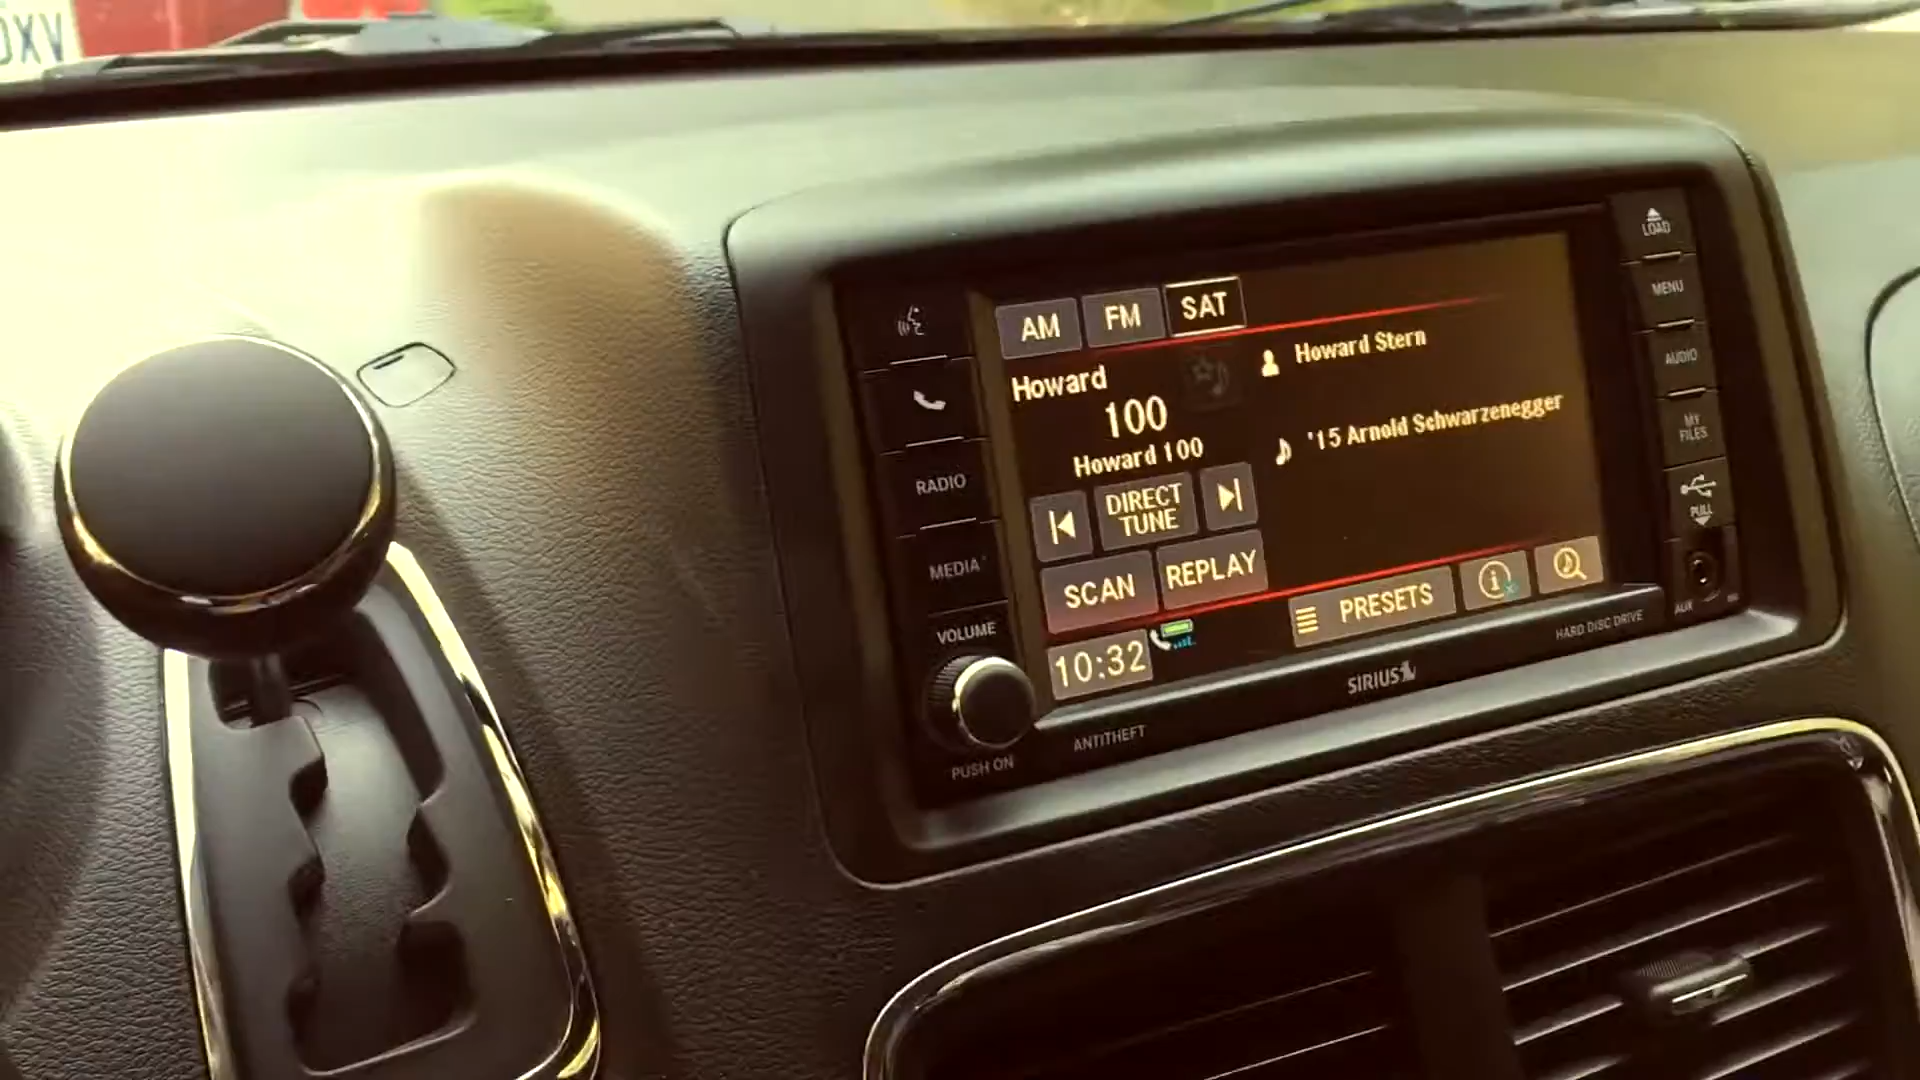 OXV
AM
FM
SAT
Howard
100
Howard 100
DIRECT
TUNE
SCAN
REPLAY
10:32
Howard Stern
'15 Arnold Schwarzenegger
PRESETS
i
RADIO
MEDIA
VOLUME
PUSH ON
ANTITHEFT
SIRIUS
HARD DISC DRIVE
LOAD
MENU
AUDIO
MY
FILES
PULL
AUX